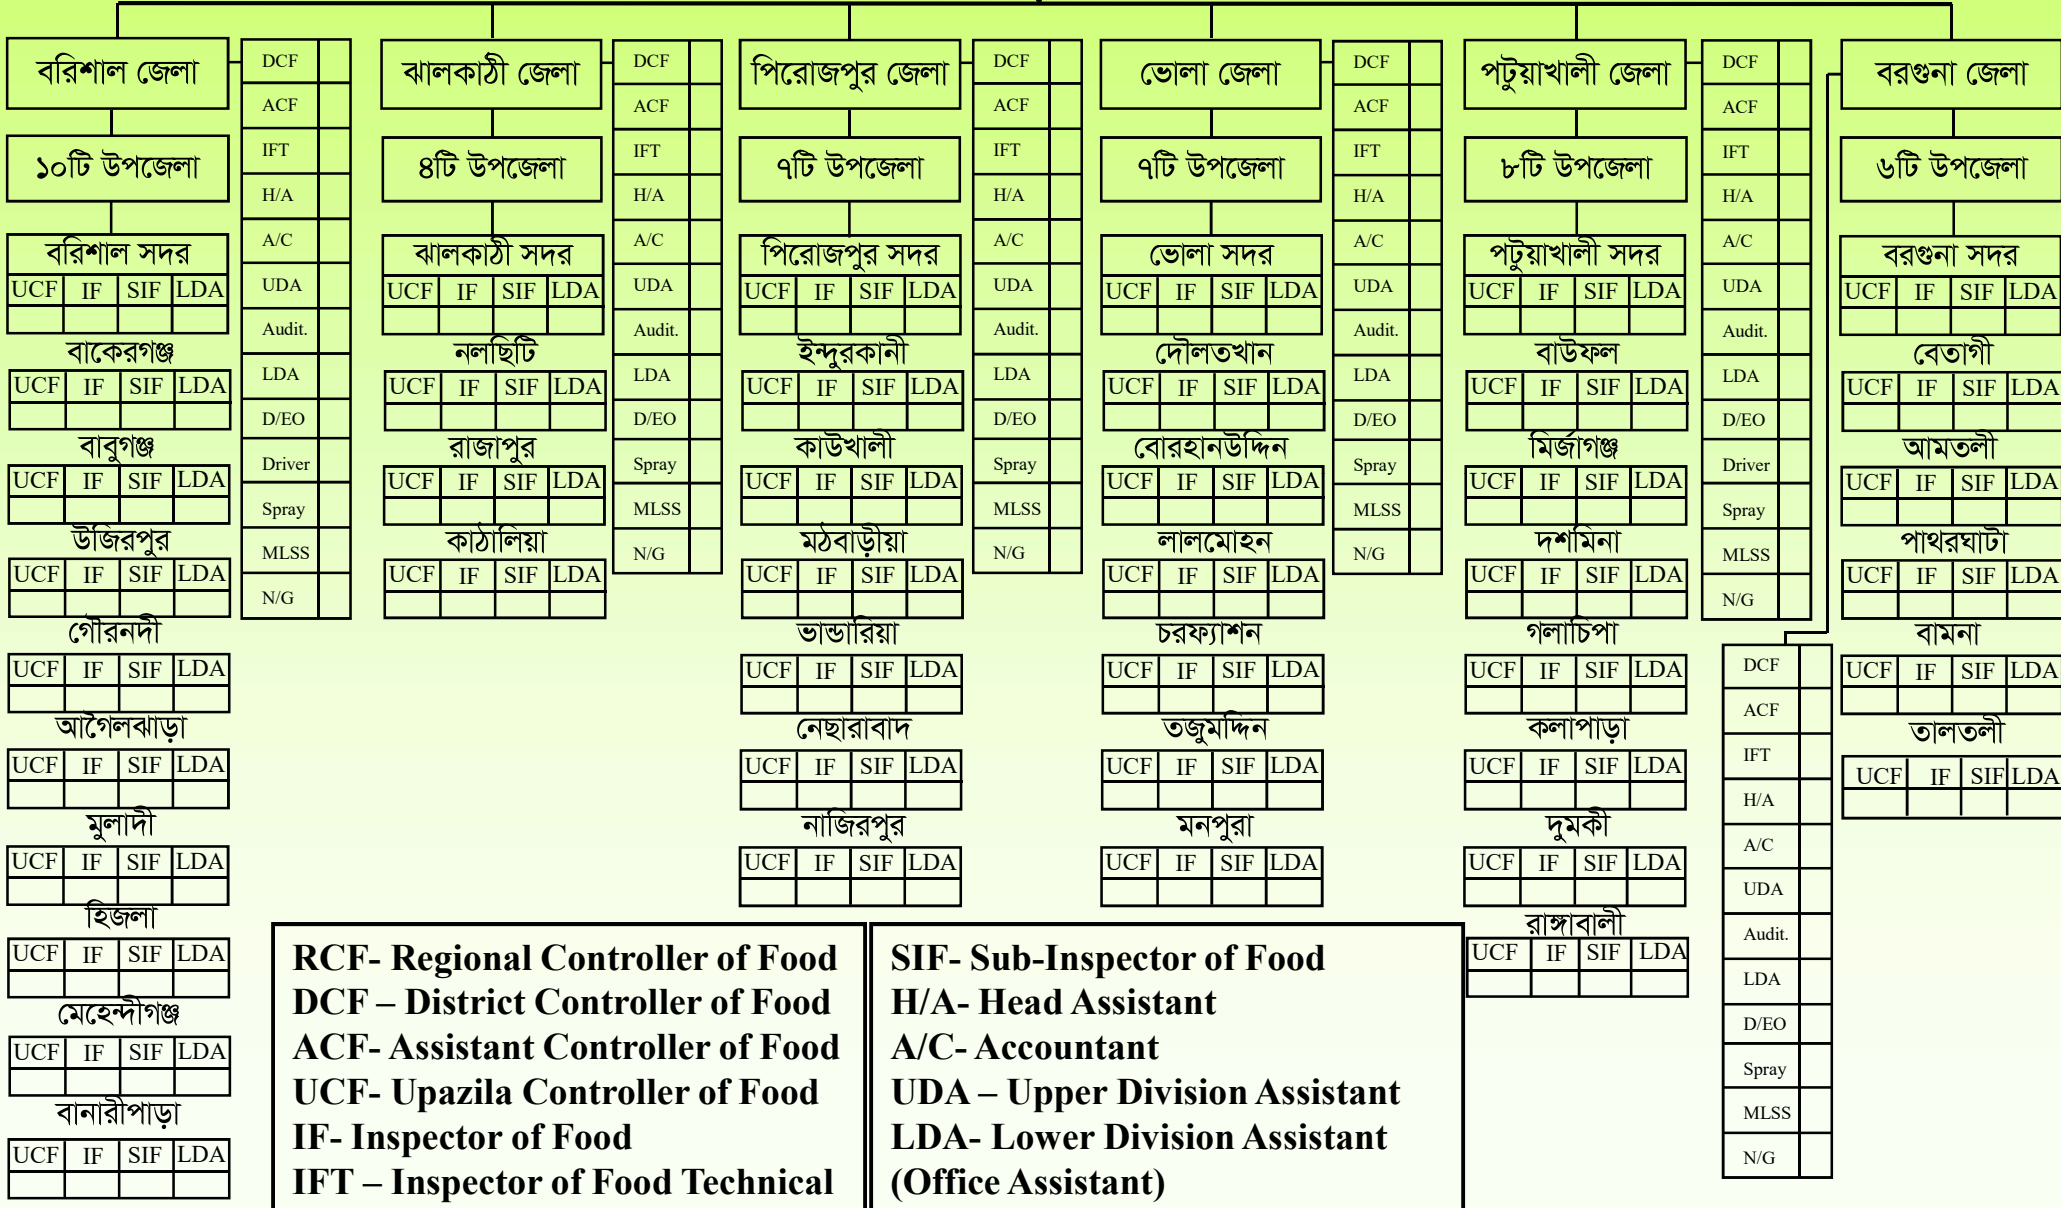 বরিশাল জেলা
১০টি উপজেলা
বরিশাল সদর
UCF IF SIF LDA
বাকেরগঞ্জ
UCF IF SIF LDA
বাবুগঞ্জ
UCF IF SIF LDA
উজিরপুর
UCF IF SIF LDA
গৌরনদী
UCF IF SIF LDA
আগৈলঝাড়া
UCF IF SIF LDA
মুলাদী
UCF IF SIF LDA
হিজলা
UCF IF SIF LDA
মেহেন্দীগঞ্জ
UCF IF SIF LDA
বানারীপাড়া
UCF IF SIF LDA
DCF
ACF
IFT
H/A
A/C
UDA
Audit.
LDA
D/EO
Driver
Spray
MLSS
N/G
ঝালকাঠী জেলা
৪টি উপজেলা
ঝালকাঠী সদর
UCF IF SIF LDA
নলছিটি
UCF IF SIF LDA
রাজাপুর
UCF IF SIF LDA
কাঠালিয়া
UCF IF SIF LDA
DCF
ACF
IFT
H/A
A/C
UDA
Audit.
LDA
D/EO
Spray
MLSS
N/G
পিরোজপুর জেলা
৭টি উপজেলা
পিরোজপুর সদর
UCF IF SIF LDA
ইন্দুরকানী
UCF IF SIF LDA
কাউখালী
UCF IF SIF LDA
মঠবাড়ীয়া
UCF IF SIF LDA
ভান্ডারিয়া
UCF IF SIF LDA
নেছারাবাদ
UCF IF SIF LDA
নাজিরপুর
UCF IF SIF LDA
DCF
ACF
IFT
H/A
A/C
UDA
Audit.
LDA
D/EO
Spray
MLSS
N/G
ভোলা জেলা
৭টি উপজেলা
ভোলা সদর
UCF IF SIF LDA
দৌলতখান
UCF IF SIF LDA
বোরহানউদ্দিন
UCF IF SIF LDA
লালমোহন
UCF IF SIF LDA
চরফ্যাশন
UCF IF SIF LDA
তজুমদ্দিন
UCF IF SIF LDA
মনপুরা
UCF IF SIF LDA
DCF
ACF
IFT
H/A
A/C
UDA
Audit.
LDA
D/EO
Spray
MLSS
N/G
পটুয়াখালী জেলা
৮টি উপজেলা
পটুয়াখালী সদর
UCF IF SIF LDA
বাউফল
UCF IF SIF LDA
মির্জাগঞ্জ
UCF IF SIF LDA
দশমিনা
UCF IF SIF LDA
গলাচিপা
UCF IF SIF LDA
কলাপাড়া
UCF IF SIF LDA
দুমকী
UCF IF SIF LDA
রাঙ্গাবালী
UCF IF SIF LDA
DCF
ACF
IFT
H/A
A/C
UDA
Audit.
LDA
D/EO
Driver
Spray
MLSS
N/G
বরগুনা জেলা
৬টি উপজেলা
বরগুনা সদর
UCF IF SIF LDA
বেতাগী
UCF IF SIF LDA
আমতলী
UCF IF SIF LDA
পাথরঘাটা
UCF IF SIF LDA
বামনা
UCF IF SIF LDA
তালতলী
UCF IF SIF LDA
DCF
ACF
IFT
H/A
A/C
UDA
Audit.
LDA
D/EO
Spray
MLSS
N/G
RCF- Regional Controller of Food
DCF – District Controller of Food
ACF- Assistant Controller of Food
UCF- Upazila Controller of Food
IF- Inspector of Food
IFT – Inspector of Food Technical
SIF- Sub-Inspector of Food
H/A- Head Assistant
A/C- Accountant
UDA – Upper Division Assistant
LDA- Lower Division Assistant
(Office Assistant)